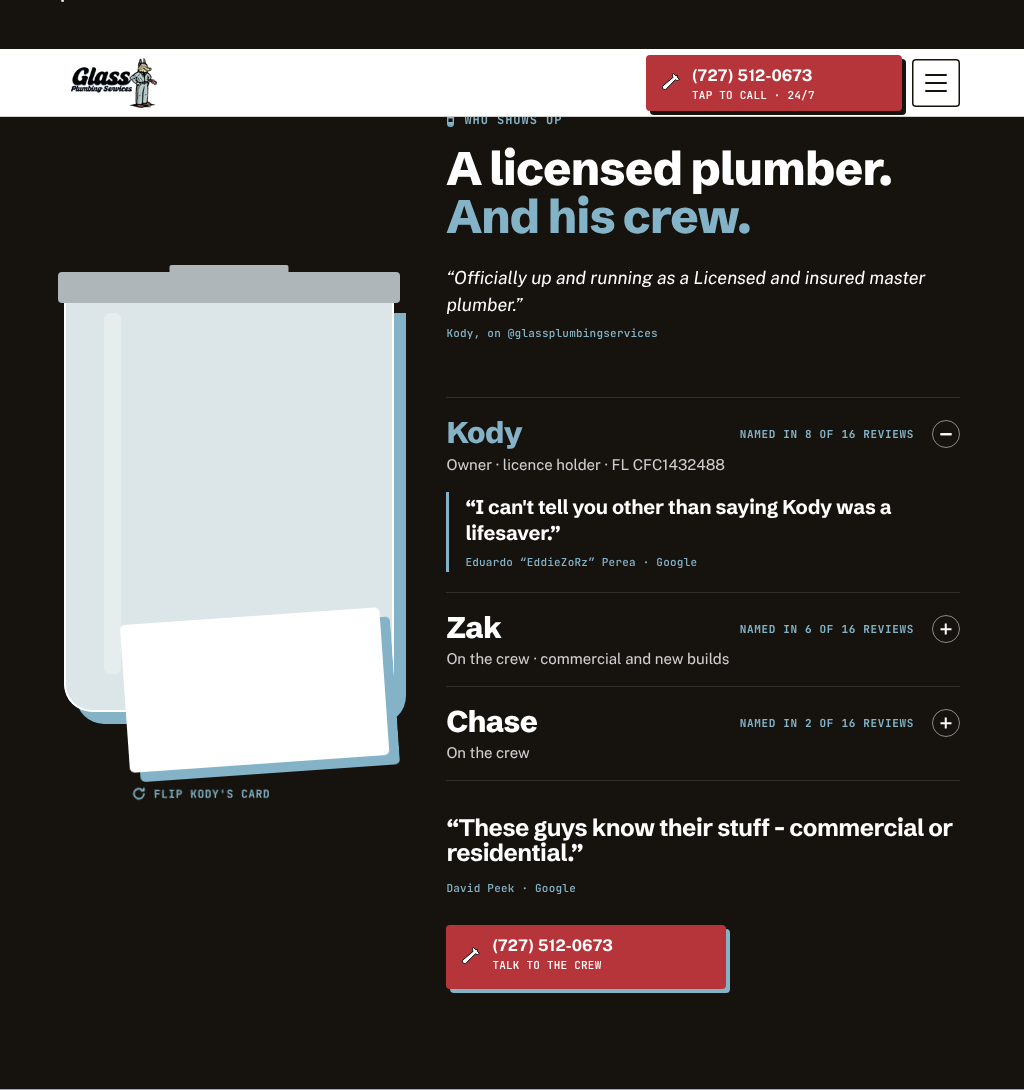 Glass
Plumbing Services
(727) 512-0673
TAP TO CALL · 24/7
WHO SHOWS UP
A licensed plumber.
And his crew.
“Officially up and running as a Licensed and insured master
plumber.”
Kody, on @glassplumbingservices
Kody
NAMED IN 8 OF 16 REVIEWS
Owner · licence holder · FL CFC1432488
“I can't tell you other than saying Kody was a
lifesaver.”
Eduardo “EddieZoRz” Perea · Google
Zak
NAMED IN 6 OF 16 REVIEWS
On the crew · commercial and new builds
Chase
NAMED IN 2 OF 16 REVIEWS
On the crew
FLIP KODY'S CARD
“These guys know their stuff - commercial or
residential.”
David Peek · Google
(727) 512-0673
TALK TO THE CREW